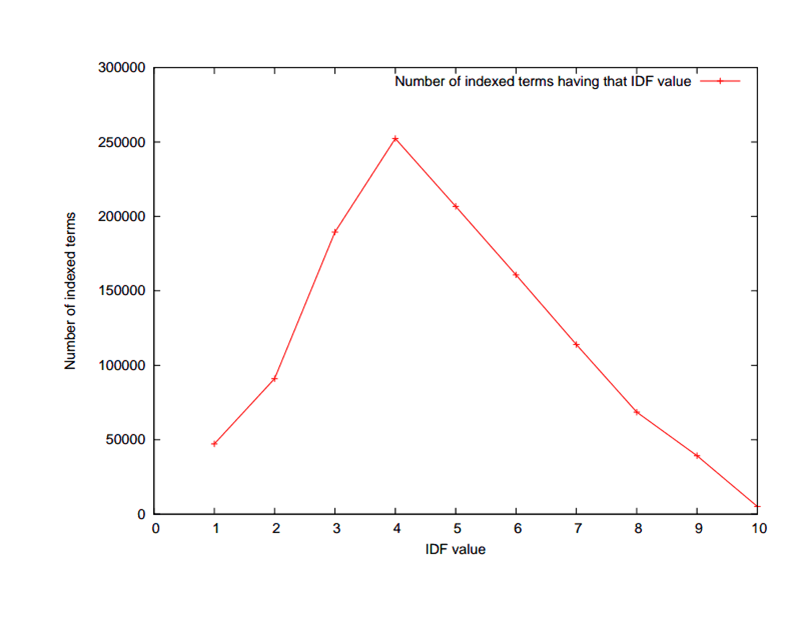 300000
Number of indexed terms having that IDF value
250000
200000
150000
100000
50000
0
Number of indexed terms
0 1 2 3 4 5 6 7 8 9 10
IDF value